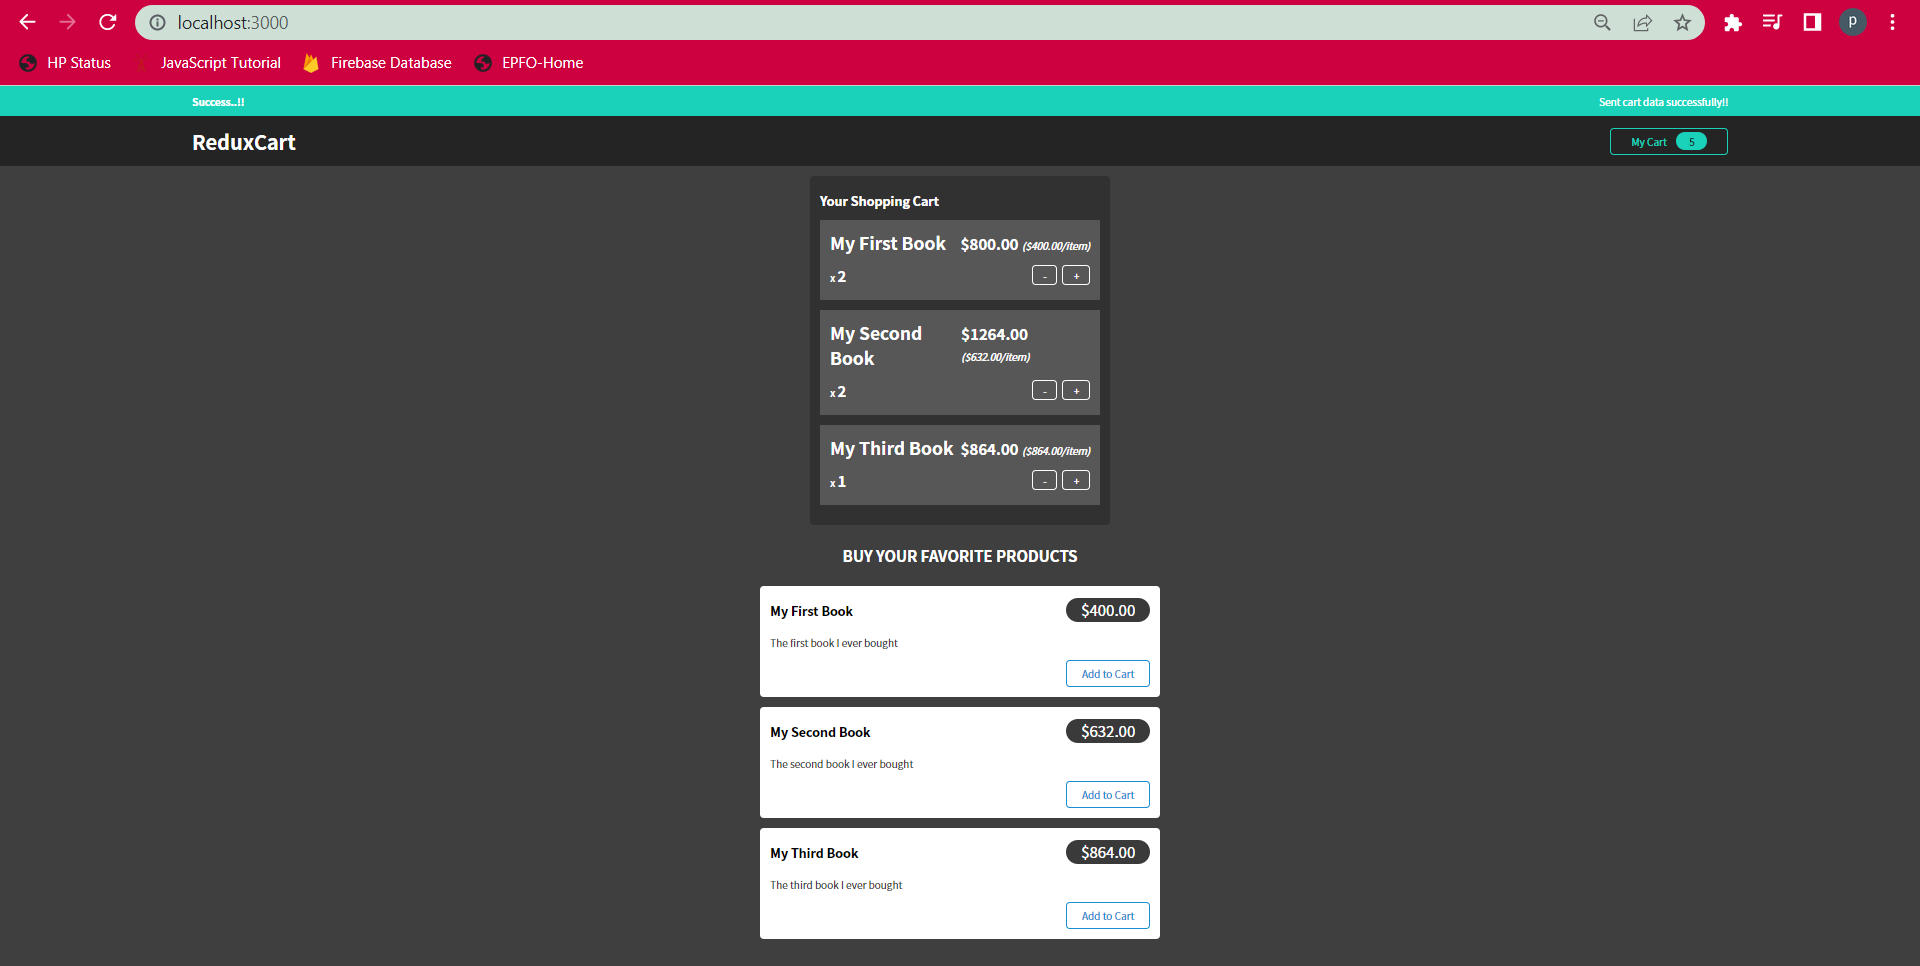 localhost:3000
p
HP Status JavaScript Tutorial Firebase Database EPFO-Home
Success..!! Sent cart data successfully!!
ReduxCart My Cart 5
Your Shopping Cart
My First Book $800.00 ($400.00/item)
x 2 - +
My Second $1264.00
Book ($632.00/item)
x 2 - +
My Third Book $864.00 ($864.00/item)
x 1 - +
BUY YOUR FAVORITE PRODUCTS
My First Book $400.00
The first book I ever bought
Add to Cart
My Second Book $632.00
The second book I ever bought
Add to Cart
My Third Book $864.00
The third book I ever bought
Add to Cart